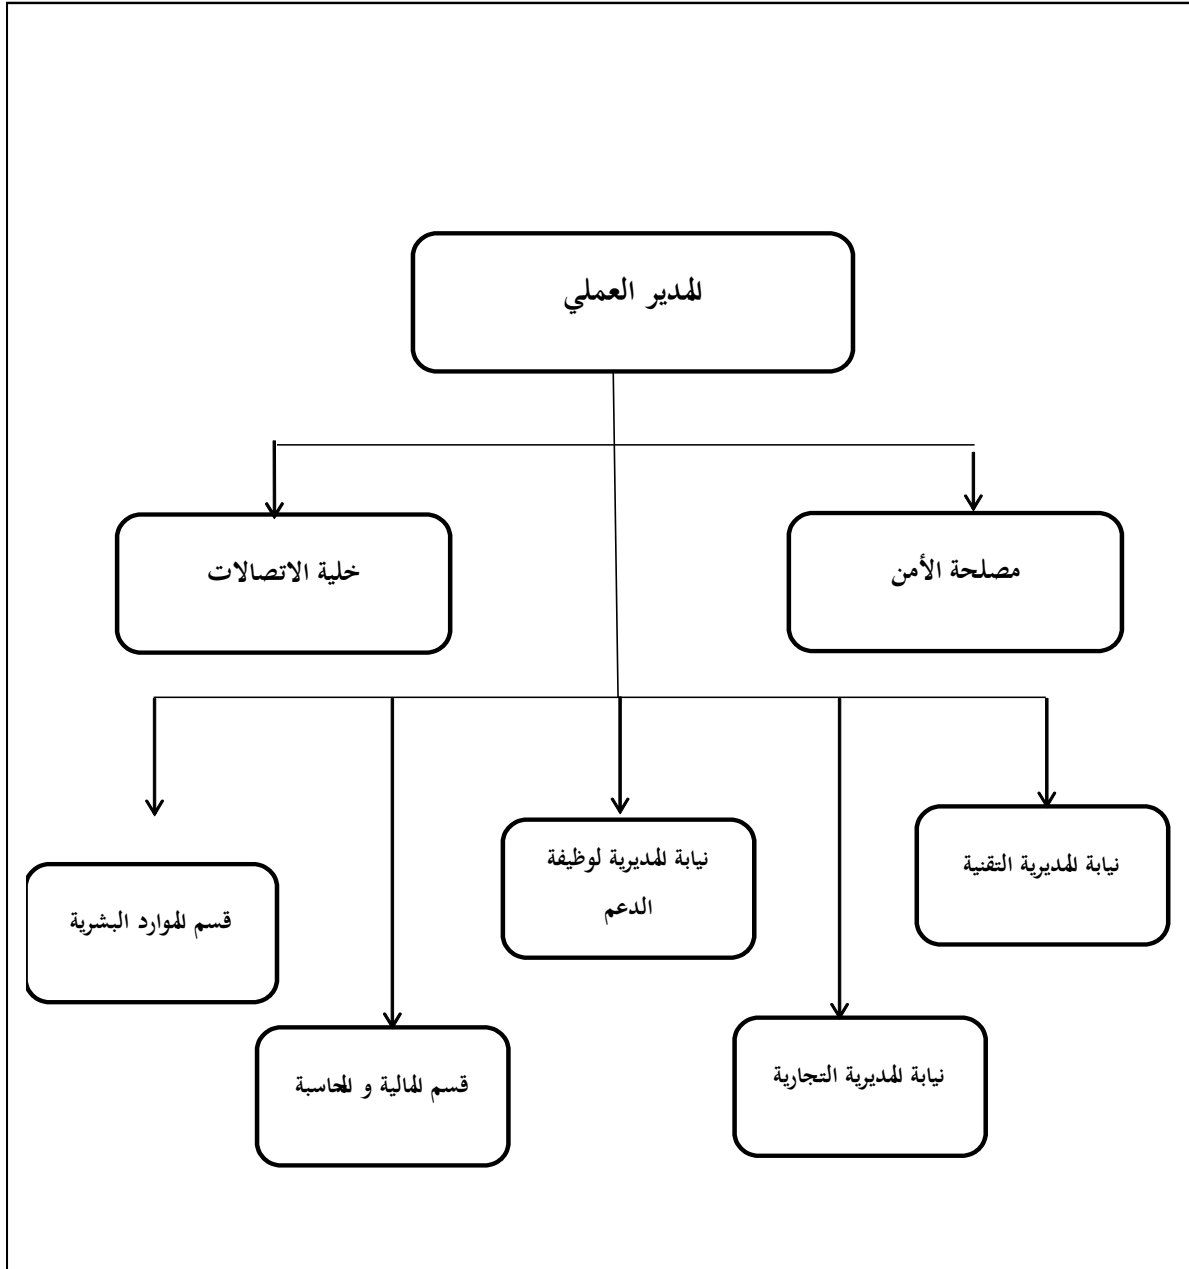 المدير العملي
مصلحة الأمن
خلية الاتصالات
نيابة المديرية التقنية
نيابة المديرية لوظيفة
الدعم
قسم الموارد البشرية
نيابة المديرية التجارية
قسم المالية و المحاسبة